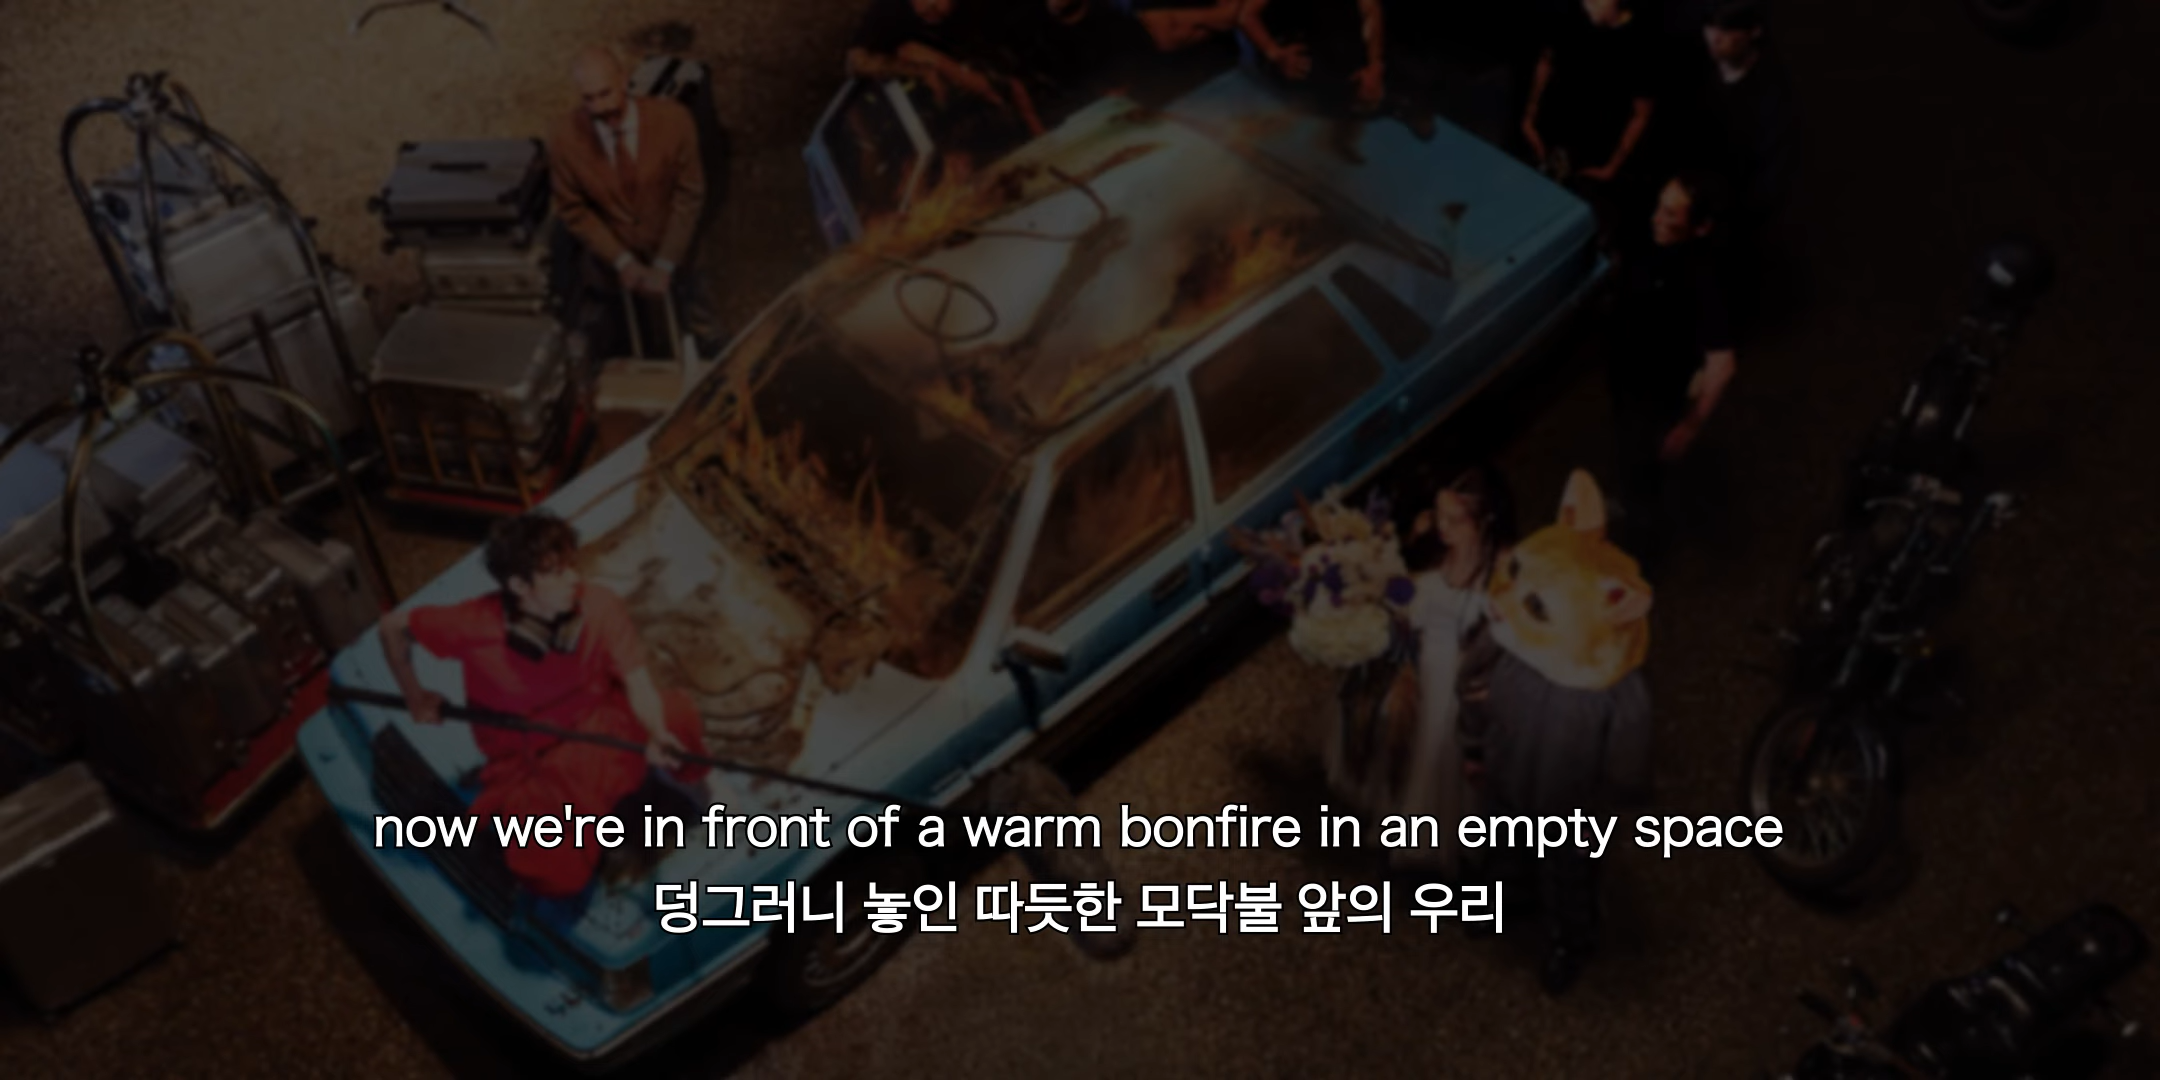 now we're in front of a warm bonfire in an empty space
덩그러니 놓인 따듯한 모닥불 앞의 우리